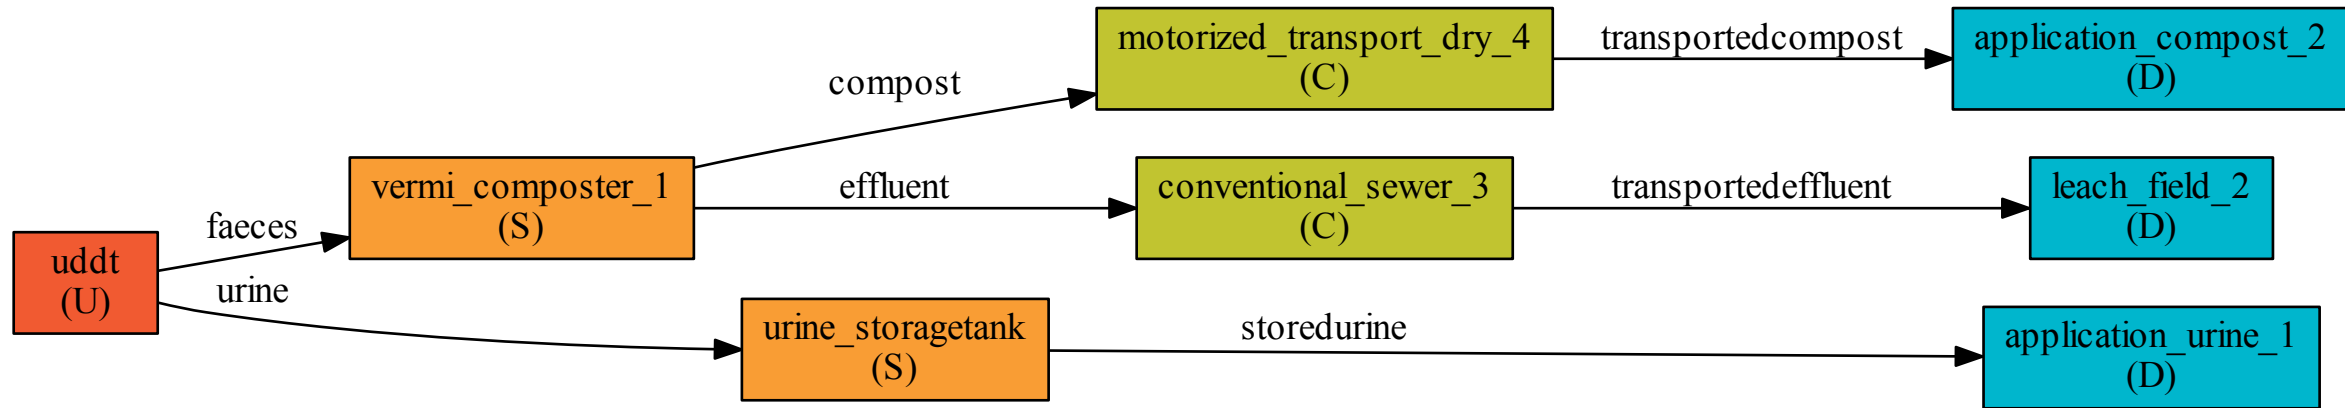 uddt
(U)
faeces
urine
vermi_composter_1
(S)
urine_storagetank
(S)
compost
effluent
storedurine
motorized_transport_dry_4
(C)
conventional_sewer_3
(C)
transportedcompost
transportedeffluent
application_compost_2
(D)
leach_field_2
(D)
application_urine_1
(D)